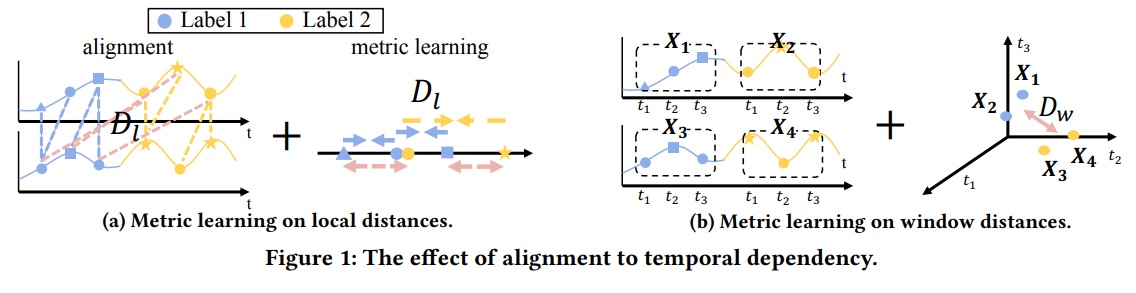 Label 1 Label 2
alignment
metric learning
D_l
t
t
+
D_l
(a) Metric learning on local distances.
X_1 X_2
t
t_1 t_2 t_3 t_1 t_2 t_3
X_3 X_4
t
t_1 t_2 t_3 t_1 t_2 t_3
+
t_3
X_1
X_2 D_w
X_4 t_2
X_3
t_1
(b) Metric learning on window distances.
Figure 1: The effect of alignment to temporal dependency.